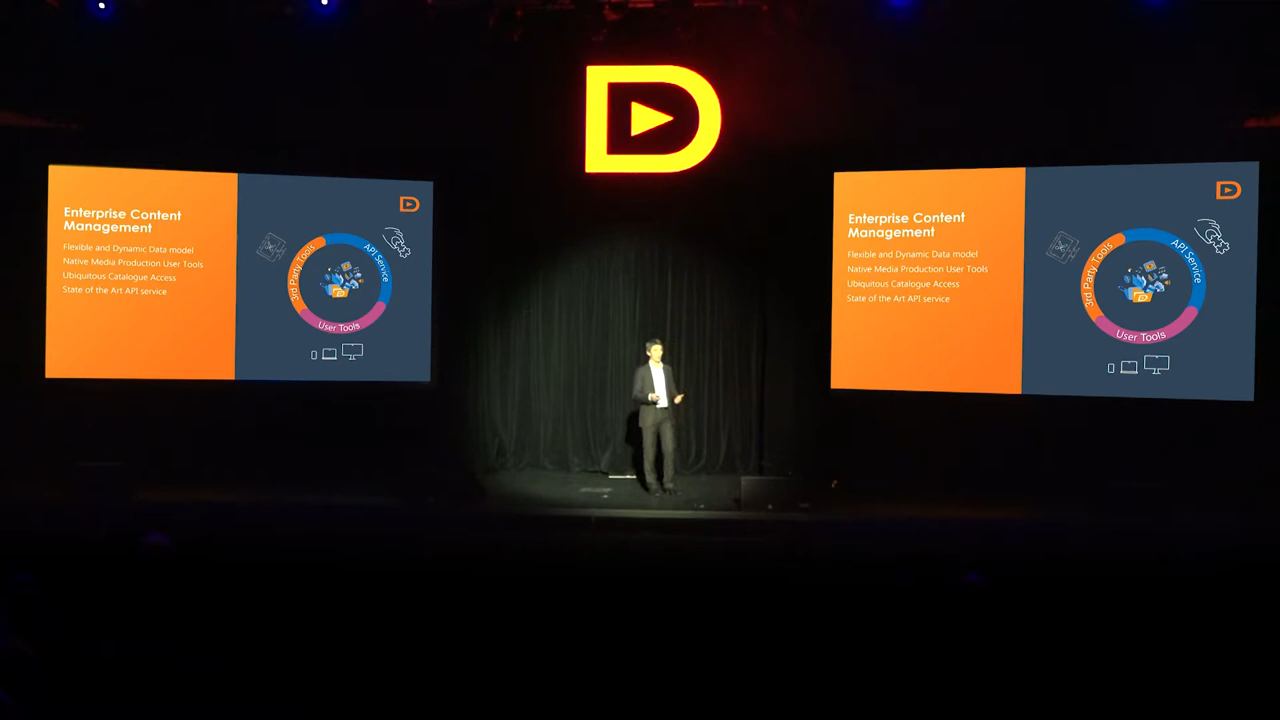 Enterprise Content
Management
Flexible and Dynamic Data model
Native Media Production User Tools
Ubiquitous Catalogue Access
State of the Art API service
3rd Party Tools
API Service
User Tools
D
Enterprise Content
Management
Flexible and Dynamic Data model
Native Media Production User Tools
Ubiquitous Catalogue Access
State of the Art API service
3rd Party Tools
API Service
User Tools